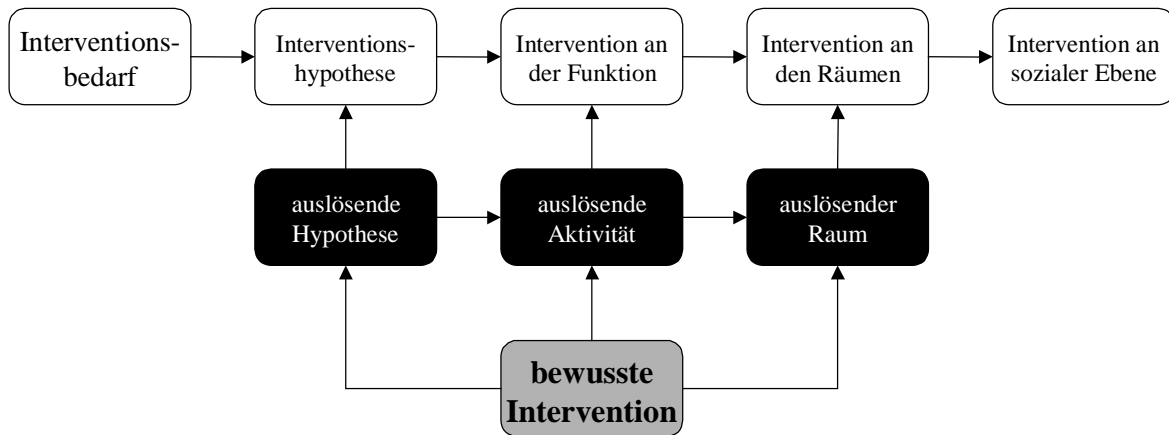 Interventions-
bedarf
Interventions-
hypothese
Intervention an
der Funktion
Intervention an
den Räumen
Intervention an
sozialer Ebene
auslösende
Hypothese
auslösende
Aktivität
auslösender
Raum
bewusste
Intervention